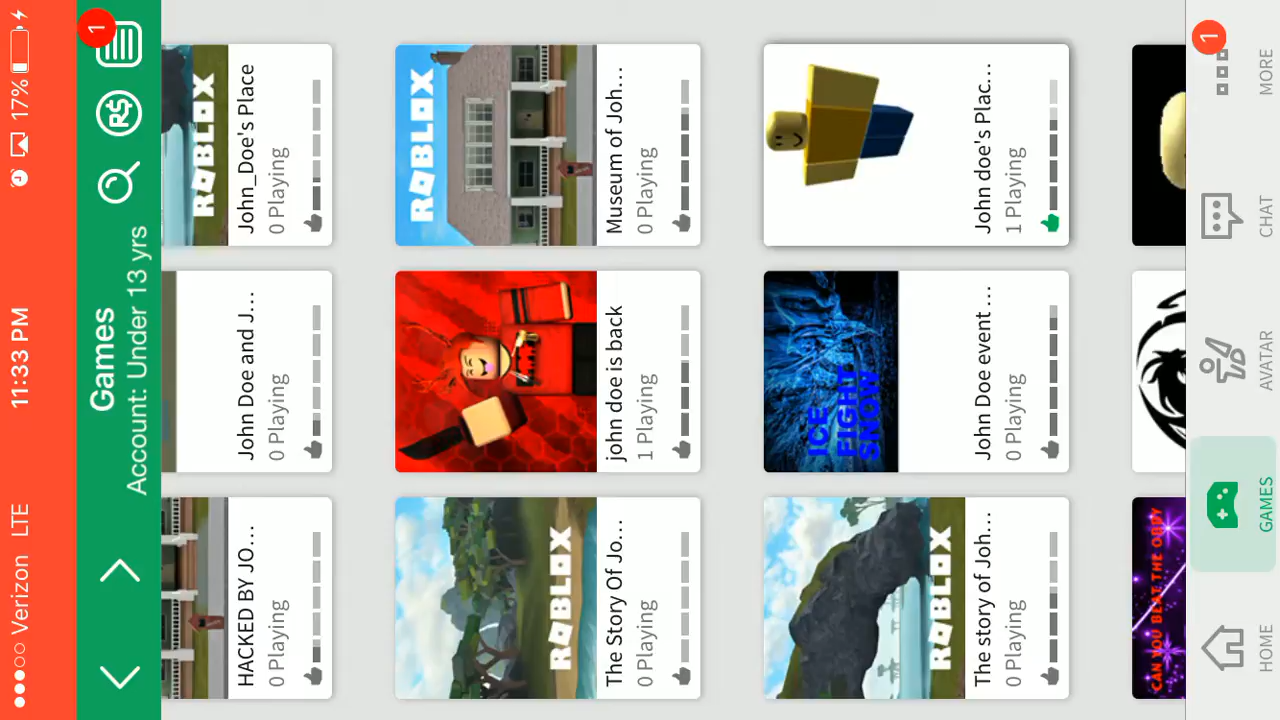 Verizon LTE 11:33 PM 17%
Games
Account: Under 13 yrs
R$
1
HACKED BY JO...
0 Playing
John Doe and J...
0 Playing
ROBLOX
John_Doe's Place
0 Playing
ROBLOX
The Story Of Jo...
0 Playing
john doe is back
1 Playing
ROBLOX
Museum of Joh...
0 Playing
ROBLOX
The story of Joh...
0 Playing
ICE
FIGHT
SNOW
John Doe event ...
0 Playing
John doe's Plac...
1 Playing
CAN YOU BEAT THE OBBY
HOME
GAMES
AVATAR
CHAT
1
MORE